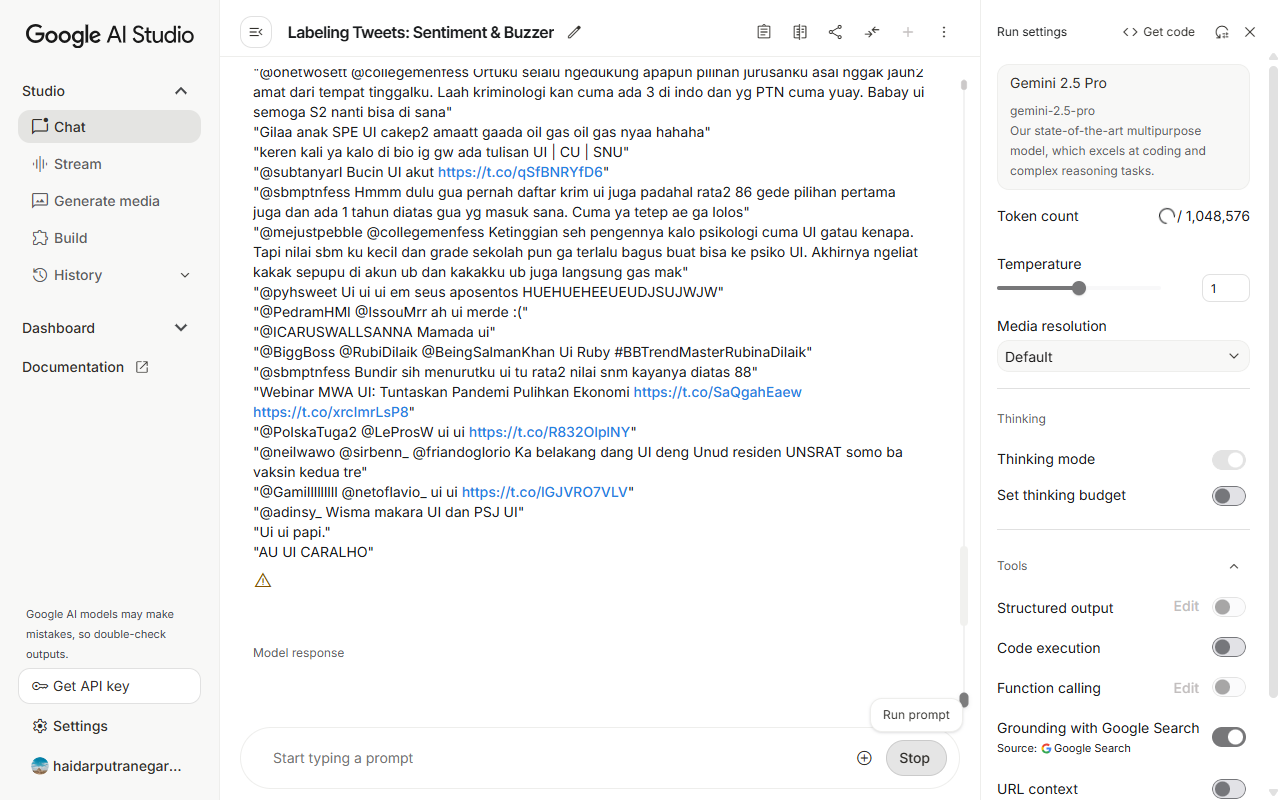 Google AI Studio
Studio
Chat
Stream
Generate media
Build
History
Dashboard
Documentation
Google AI models may make
mistakes, so double-check
outputs.
Get API key
Settings
haidarputranegar...
Labeling Tweets: Sentiment & Buzzer
"@onetwosett @collegemenfess Ortuku selalu ngedukung apapun pilihan jurusanku asal nggak jauh2
amat dari tempat tinggalku. Laah kriminologi kan cuma ada 3 di indo dan yg PTN cuma yuay. Babay ui
semoga S2 nanti bisa di sana"
"Gilaa anak SPE UI cakep2 amaatt gaada oil gas oil gas nyaa hahaha"
"keren kali ya kalo di bio ig gw ada tulisan UI | CU | SNU"
"@subtanyarl Bucin UI akut https://t.co/qSfBNRYfD6"
"@sbmptnfess Hmmm dulu gua pernah daftar krim ui juga padahal rata2 86 gede pilihan pertama
juga dan ada 1 tahun diatas gua yg masuk sana. Cuma ya tetep ae ga lolos"
"@mejustpebble @collegemenfess Ketinggian seh pengennya kalo psikologi cuma UI gatau kenapa.
Tapi nilai sbm ku kecil dan grade sekolah pun ga terlalu bagus buat bisa ke psiko UI. Akhirnya ngeliat
kakak sepupu di akun ub dan kakakku ub juga langsung gas mak"
"@pyhsweet Ui ui ui em seus aposentos HUEHUEHEEUEUDJSUJWJW"
"@PedramHMI @IssouMrr ah ui merde :("
"@ICARUSWALLSANNA Mamada ui"
"@BiggBoss @RubiDilaik @BeingSalmanKhan Ui Ruby #BBTrendMasterRubinaDilaik"
"@sbmptnfess Bundir sih menurutku ui tu rata2 nilai snm kayanya diatas 88"
"Webinar MWA UI: Tuntaskan Pandemi Pulihkan Ekonomi https://t.co/SaQgahEaew
https://t.co/xrcImrLsP8"
"@PolskaTuga2 @LeProsW ui ui https://t.co/R832OlpINY"
"@neilwawo @sirbenn_ @friandoglorio Ka belakang dang UI deng Unud residen UNSRAT somo ba
vaksin kedua tre"
"@Gamillllllllll @netoflavio_ ui ui https://t.co/lGJVRO7VLV"
"@adinsy_ Wisma makara UI dan PSJ UI"
"Ui ui papi."
"AU UI CARALHO"
Model response
Run prompt
Start typing a prompt
Stop
Run settings
<> Get code
Gemini 2.5 Pro
gemini-2.5-pro
Our state-of-the-art multipurpose
model, which excels at coding and
complex reasoning tasks.
Token count
/ 1,048,576
Temperature
1
Media resolution
Default
Thinking
Thinking mode
Set thinking budget
Tools
Structured output Edit
Code execution
Function calling Edit
Grounding with Google Search
Source: Google Search
URL context